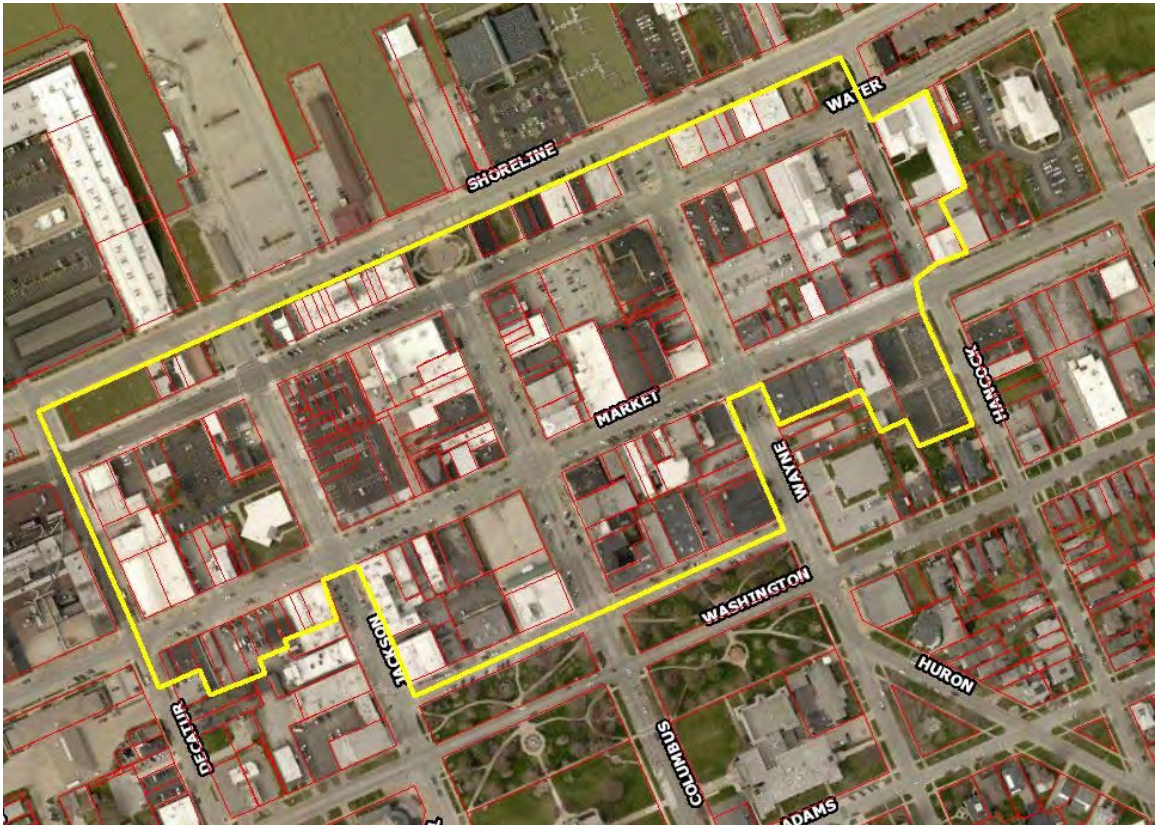 WATER
SHORELINE
HANCOCK
MARKET
WAYNE
WASHINGTON
JACKSON
HURON
DECATUR
COLUMBUS
ADAMS